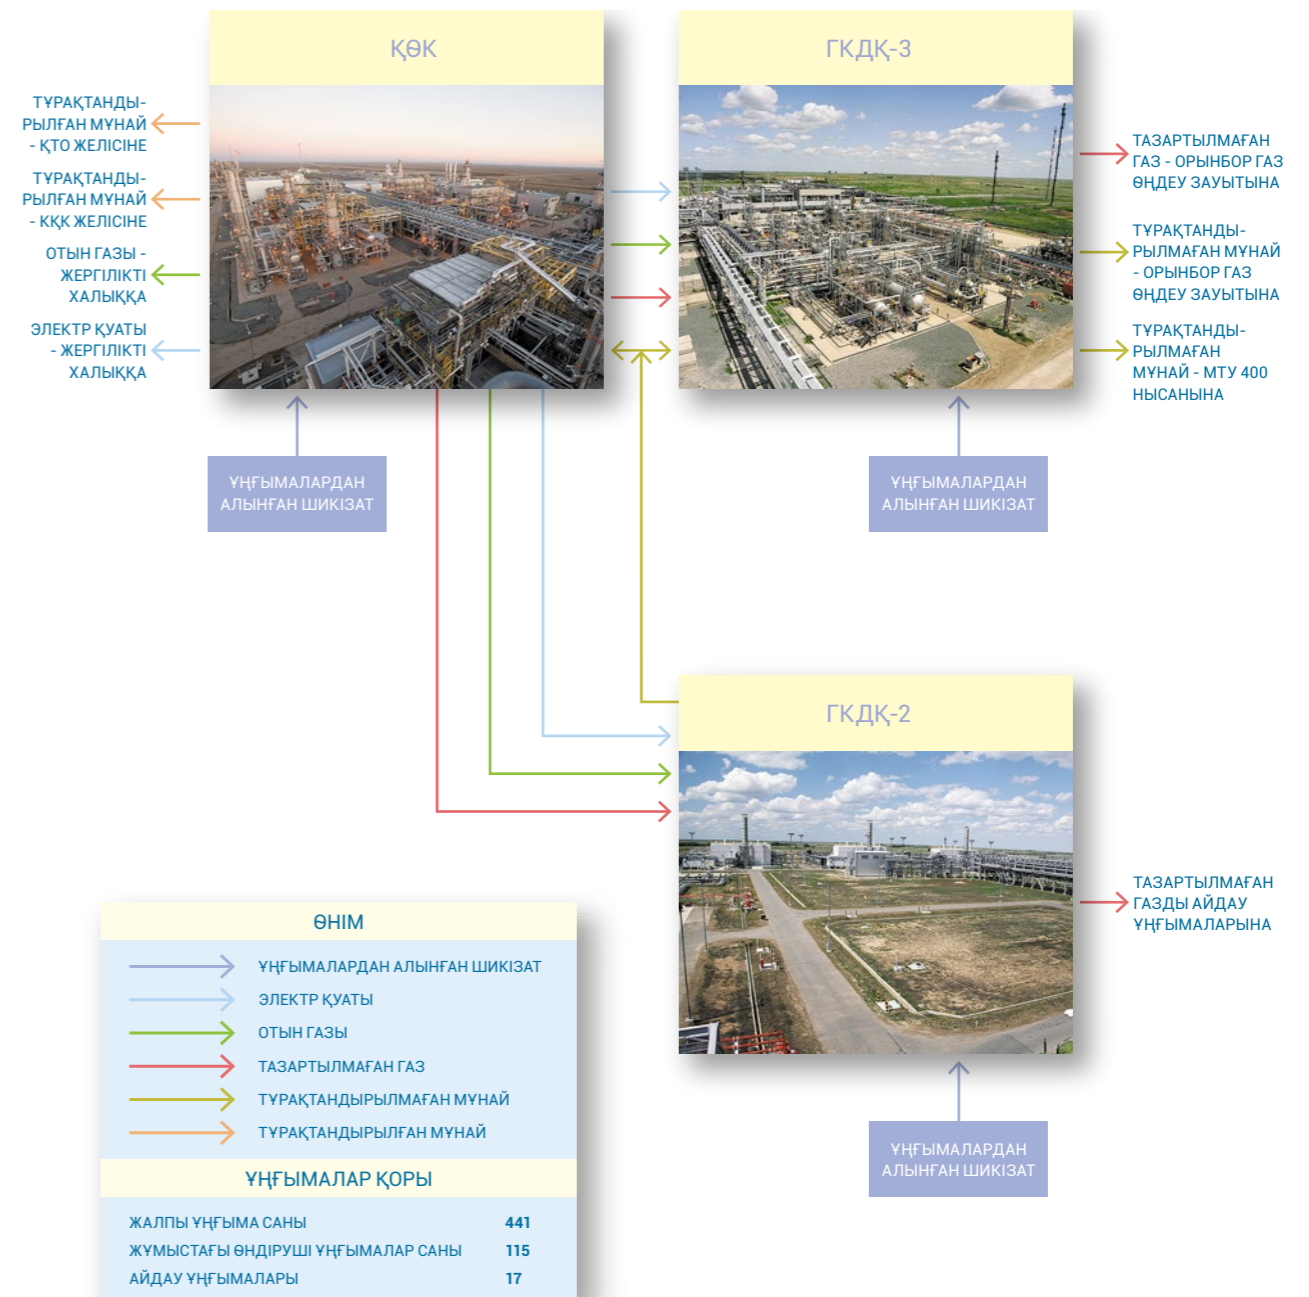 ҚӨК
ГКДҚ-3
ТҰРАҚТАНДЫ-
РЫЛҒАН МҰНАЙ
- ҚТО ЖЕЛІСІНЕ
ТҰРАҚТАНДЫ-
РЫЛҒАН МҰНАЙ
- КҚК ЖЕЛІСІНЕ
ОТЫН ГАЗЫ -
ЖЕРГІЛІКТІ
ХАЛЫҚҚА
ЭЛЕКТР ҚУАТЫ
- ЖЕРГІЛІКТІ
ХАЛЫҚҚА
ТАЗАРТЫЛМАҒАН
ГАЗ - ОРЫНБОР ГАЗ
ӨҢДЕУ ЗАУЫТЫНА
ТҰРАҚТАНДЫ-
РЫЛМАҒАН МҰНАЙ
- ОРЫНБОР ГАЗ
ӨҢДЕУ ЗАУЫТЫНА
ТҰРАҚТАНДЫ-
РЫЛМАҒАН
МҰНАЙ - МТУ 400
НЫСАНЫНА
ҰҢҒЫМАЛАРДАН
АЛЫНҒАН ШИКІЗАТ
ҰҢҒЫМАЛАРДАН
АЛЫНҒАН ШИКІЗАТ
ГКДҚ-2
ТАЗАРТЫЛМАҒАН
ГАЗДЫ АЙДАУ
ҰҢҒЫМАЛАРЫНА
ҰҢҒЫМАЛАРДАН
АЛЫНҒАН ШИКІЗАТ
ӨНІМ
ҰҢҒЫМАЛАРДАН АЛЫНҒАН ШИКІЗАТ
ЭЛЕКТР ҚУАТЫ
ОТЫН ГАЗЫ
ТАЗАРТЫЛМАҒАН ГАЗ
ТҰРАҚТАНДЫРЫЛМАҒАН МҰНАЙ
ТҰРАҚТАНДЫРЫЛҒАН МҰНАЙ
ҰҢҒЫМАЛАР ҚОРЫ
ЖАЛПЫ ҰҢҒЫМА САНЫ 441
ЖҰМЫСТАҒЫ ӨНДІРУШІ ҰҢҒЫМАЛАР САНЫ 115
АЙДАУ ҰҢҒЫМАЛАРЫ 17